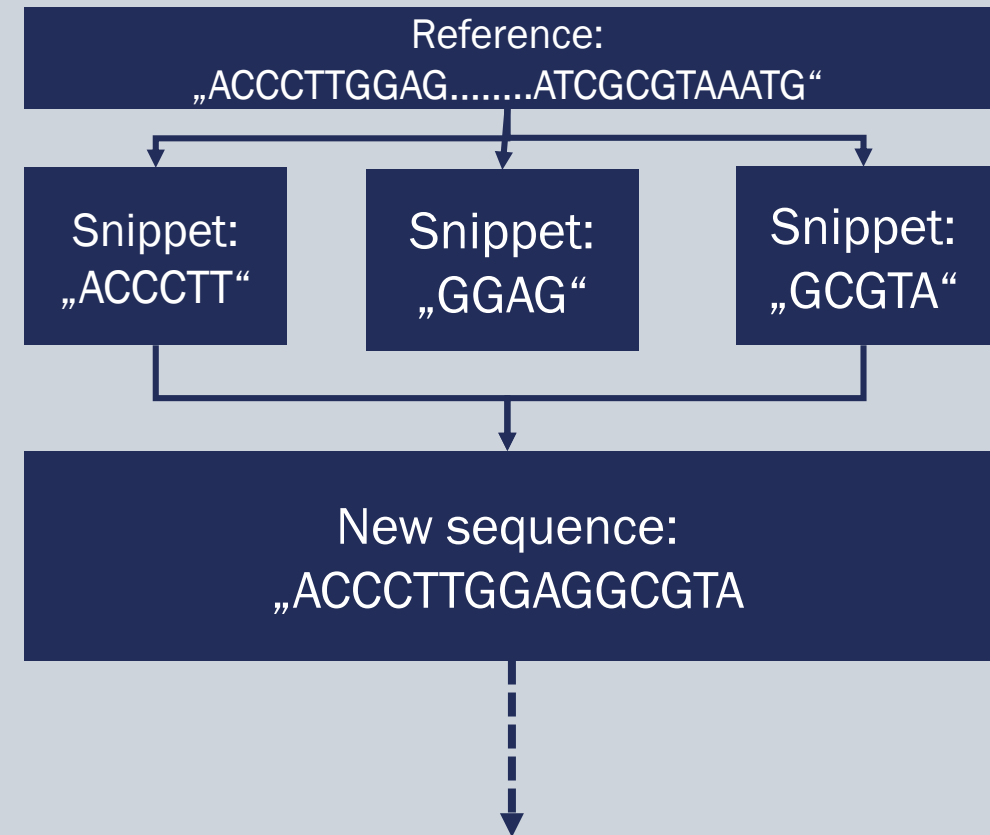 Reference:
„ACCCTTGGAG........ATCGCGTAAATG“
Snippet:
„ACCCTT“
Snippet:
„GGAG“
Snippet:
„GCGTA“
New sequence:
„ACCCTTGGAGGCGTA